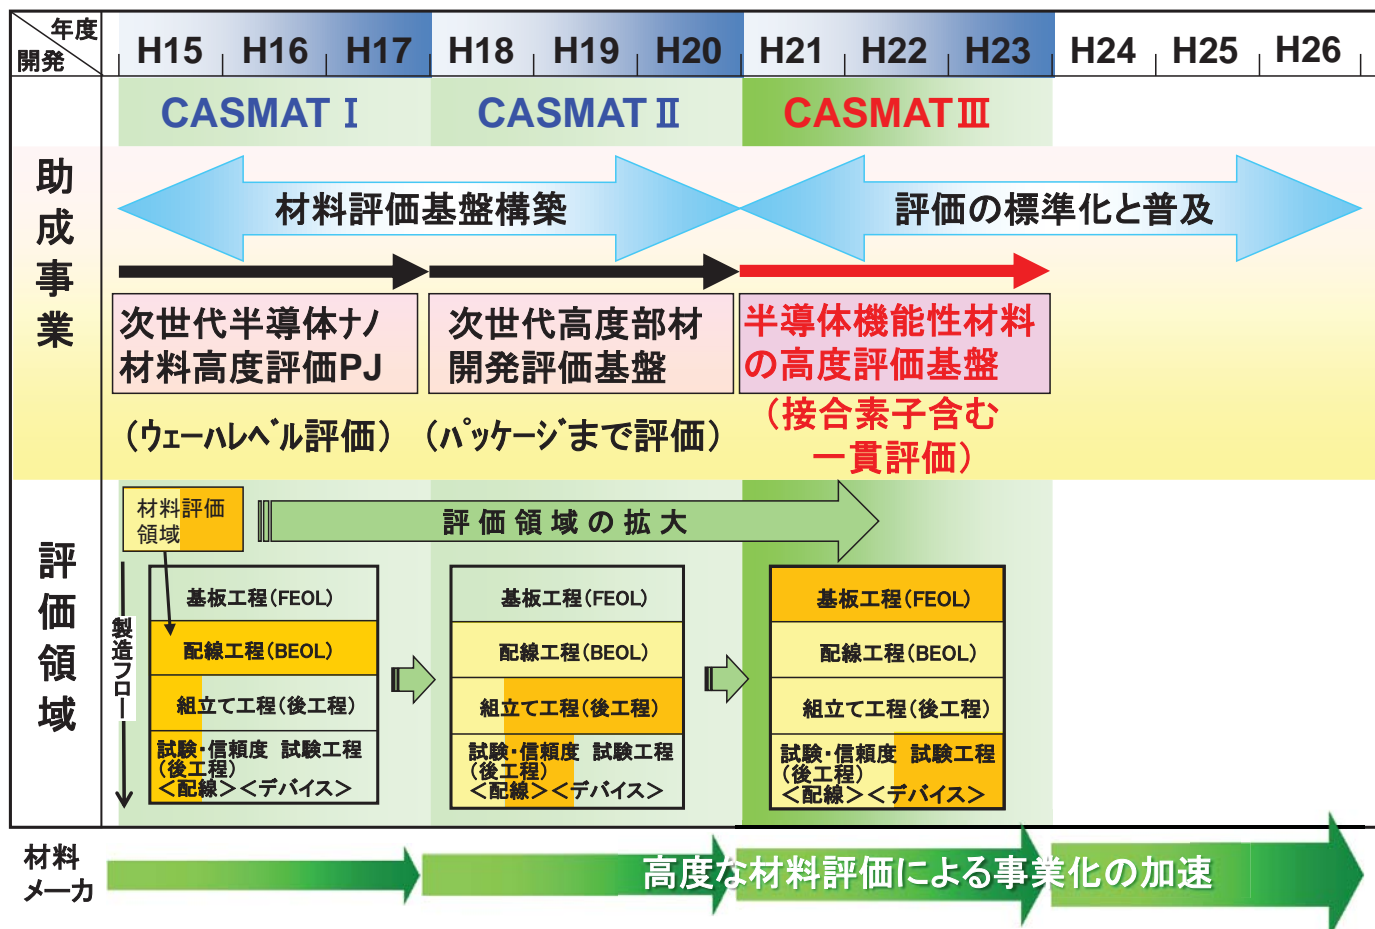 年度
開発
H15 H16 H17 H18 H19 H20 H21 H22 H23 H24 H25 H26
CASMAT Ⅰ
CASMAT Ⅱ
CASMATⅢ
助成事業
材料評価基盤構築
評価の標準化と普及
次世代半導体ナノ
材料高度評価PJ
次世代高度部材
開発評価基盤
半導体機能性材料
の高度評価基盤
（ウェーハレベル評価）
（パッケージまで評価）
（接合素子含む
一貫評価）
評価領域
材料評価
領域
評価領域の拡大
製造フロー
基板工程（FEOL）
配線工程（BEOL）
組立て工程（後工程）
試験・信頼度 試験工程
（後工程）
＜配線＞＜デバイス＞
基板工程（FEOL）
配線工程（BEOL）
組立て工程（後工程）
試験・信頼度 試験工程
（後工程）
＜配線＞＜デバイス＞
基板工程（FEOL）
配線工程（BEOL）
組立て工程（後工程）
試験・信頼度 試験工程
（後工程）
＜配線＞＜デバイス＞
材料
メーカ
高度な材料評価による事業化の加速